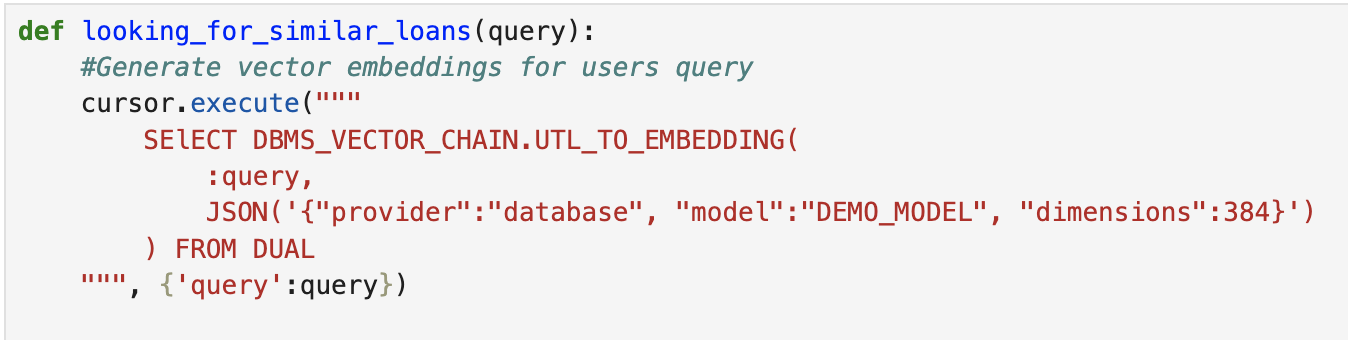 def looking_for_similar_loans(query):
    #Generate vector embeddings for users query
    cursor.execute("""
        SElECT DBMS_VECTOR_CHAIN.UTL_TO_EMBEDDING(
            :query,
            JSON('{"provider":"database", "model":"DEMO_MODEL", "dimensions":384}')
        ) FROM DUAL
    """, {'query':query})